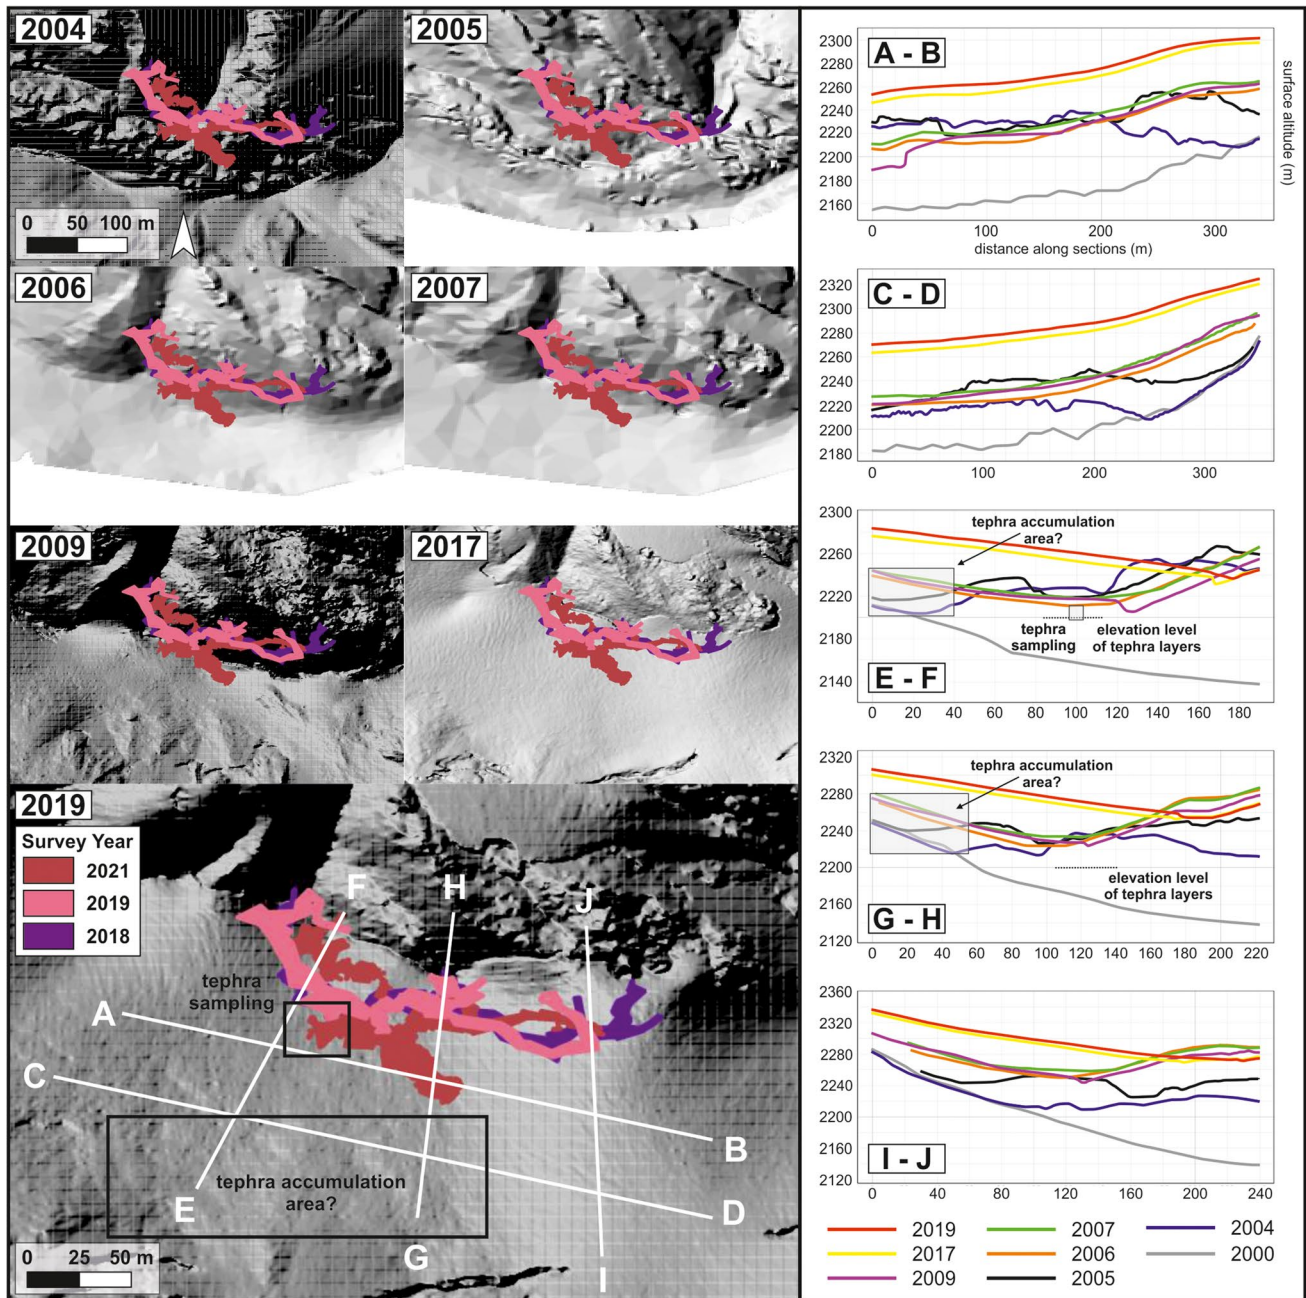 2004
0 50 100 m
2005
2006
2007
2009
2017
2019
Survey Year
2021
2019
2018
F
H
J
tephra
sampling
A
C
B
E
tephra accumulation
area?
D
G
I
0 25 50 m
A - B
2300
2280
2260
2240
2220
2200
2180
2160
0 100 200 300
distance along sections (m)
surface altitude (m)
C - D
2320
2300
2280
2260
2240
2220
2200
2180
0 100 200 300
2300
2260
2220
2180
2140
tephra accumulation
area?
tephra
sampling
elevation level
of tephra layers
E - F
0 20 40 60 80 100 120 140 160 180
2320
2280
2240
2200
2160
2120
tephra accumulation
area?
elevation level
of tephra layers
G - H
0 20 40 60 80 100 120 140 160 180 200 222
2360
2320
2280
2240
2200
2160
2120
I - J
0 40 80 120 160 200 240
2019 2007 2004
2017 2006 2000
2009 2005